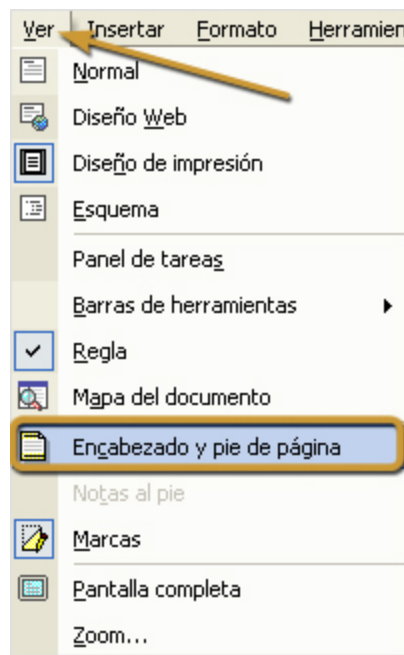 Ver Insertar Formato Herramien
Normal
Diseño Web
Diseño de impresión
Esquema
Panel de tareas
Barras de herramientas
Regla
Mapa del documento
Encabezado y pie de página
Notas al pie
Marcas
Pantalla completa
Zoom...